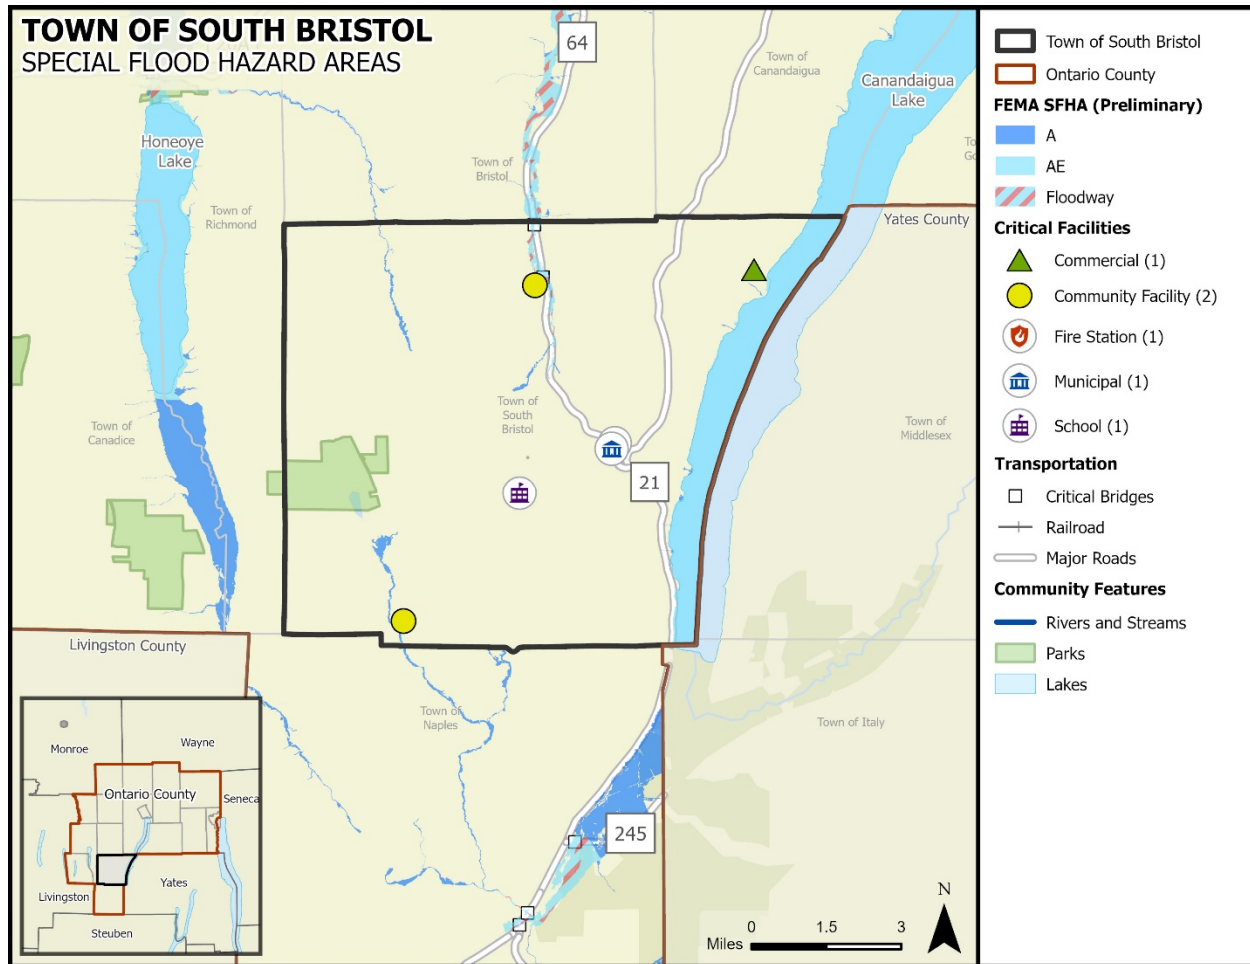 TOWN OF SOUTH BRISTOL
SPECIAL FLOOD HAZARD AREAS
64
Town of
Canandaigua
Canandaigua
Lake
Honeoye
Lake
Town of
Bristol
Town of
Richmond
Yates County
Town of
South
Bristol
Town of
Canadice
Town of
Middlesex
21
Livingston County
Town of
Naples
Town of Italy
245
Monroe
Wayne
Ontario County
Seneca
Livingston
Yates
Steuben
N
0 1.5 3
Miles
Town of South Bristol
Ontario County
FEMA SFHA (Preliminary)
A
AE
Floodway
Critical Facilities
Commercial (1)
Community Facility (2)
Fire Station (1)
Municipal (1)
School (1)
Transportation
Critical Bridges
Railroad
Major Roads
Community Features
Rivers and Streams
Parks
Lakes